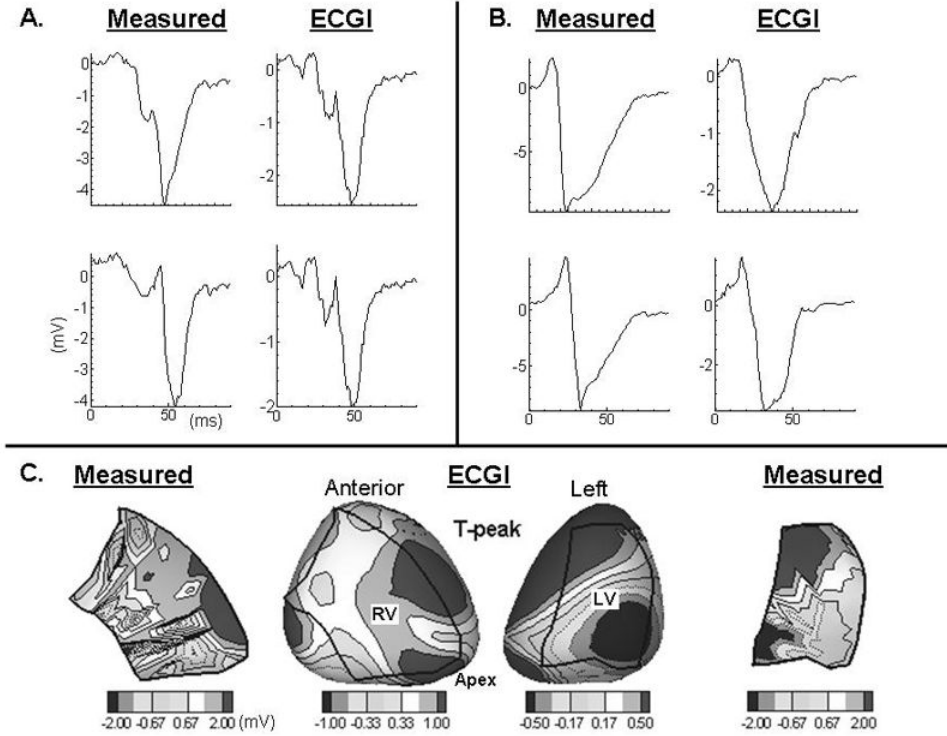 A. Measured ECGI
B. Measured ECGI
0
-1
-2
-3
-4
0
-1
-2
0
-5
0
-1
-2
0
-1
-2
-3
-4
(mV)
0 50
(ms)
0
-1
-2
0 50
0
-5
0 50
0
-2
0 50
C. Measured ECGI Measured
Anterior Left
T-peak
RV LV
Apex
-2.00 -0.67 0.67 2.00 (mV)
-1.00 -0.33 0.33 1.00
-0.50 -0.17 0.17 0.50
-2.00 -0.67 0.67 2.00